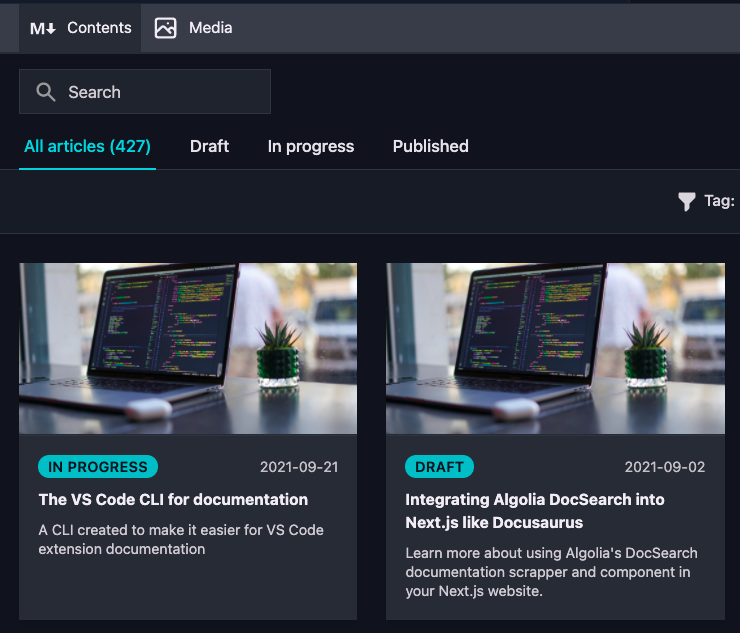 M↓ Contents Media
Search
All articles (427) Draft In progress Published
Tag:
IN PROGRESS 2021-09-21
The VS Code CLI for documentation
A CLI created to make it easier for VS Code
extension documentation
DRAFT 2021-09-02
Integrating Algolia DocSearch into
Next.js like Docusaurus
Learn more about using Algolia's DocSearch
documentation scrapper and component in
your Next.js website.